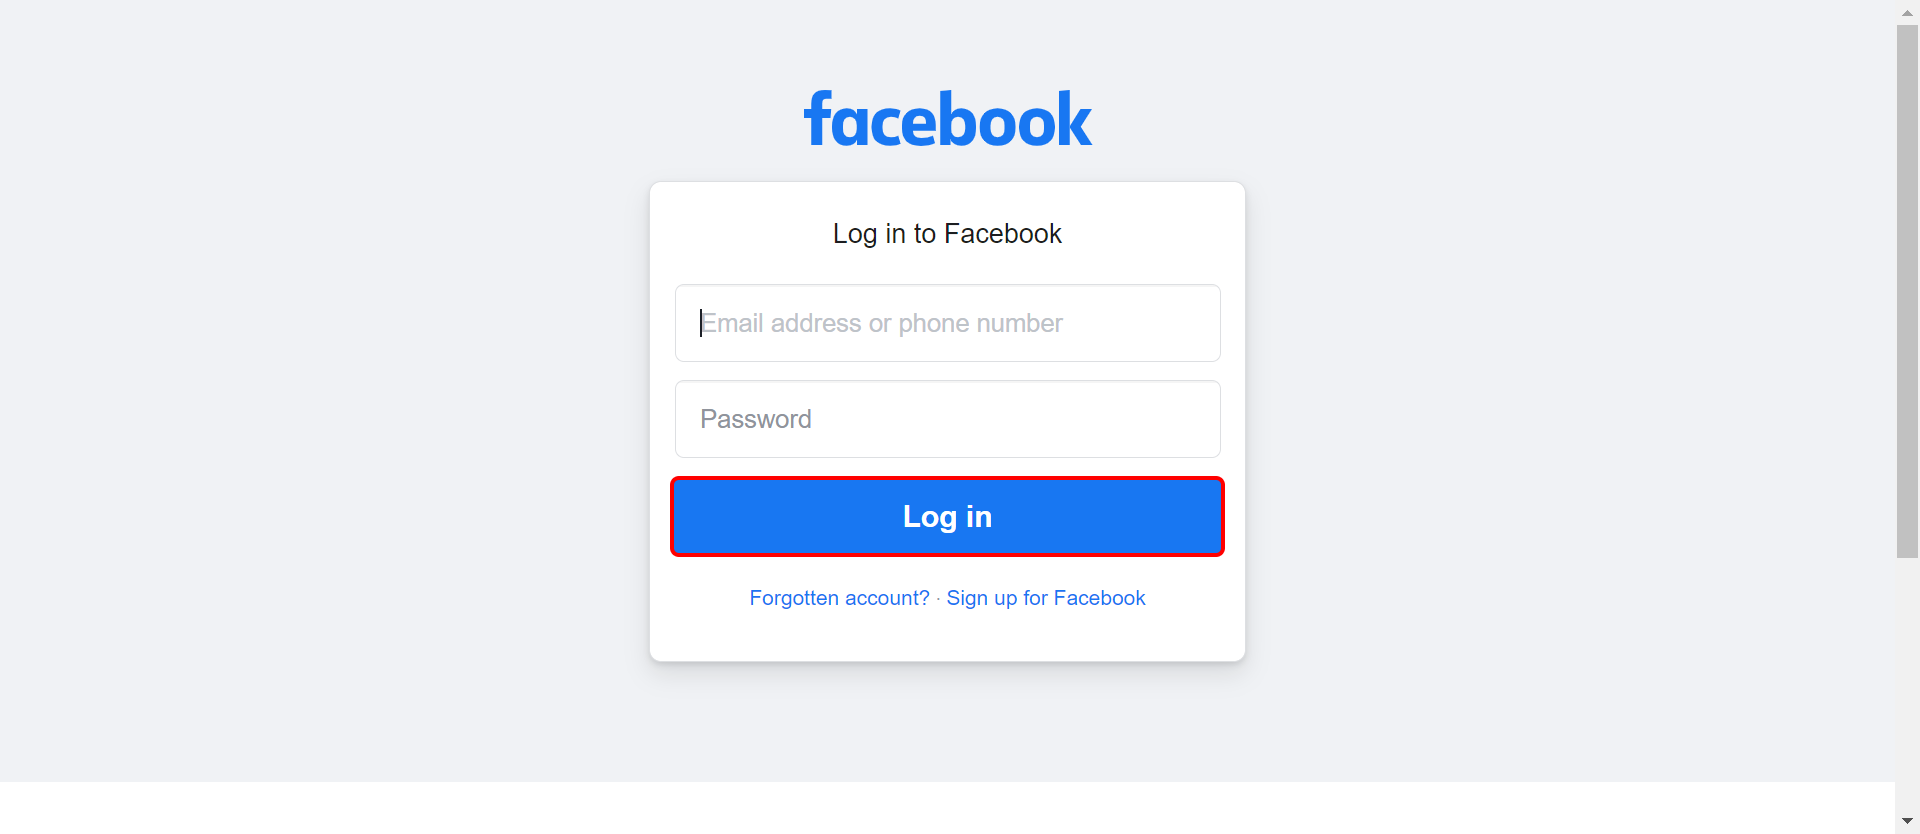 facebook
Log in to Facebook
Email address or phone number
Password
Log in
Forgotten account? · Sign up for Facebook